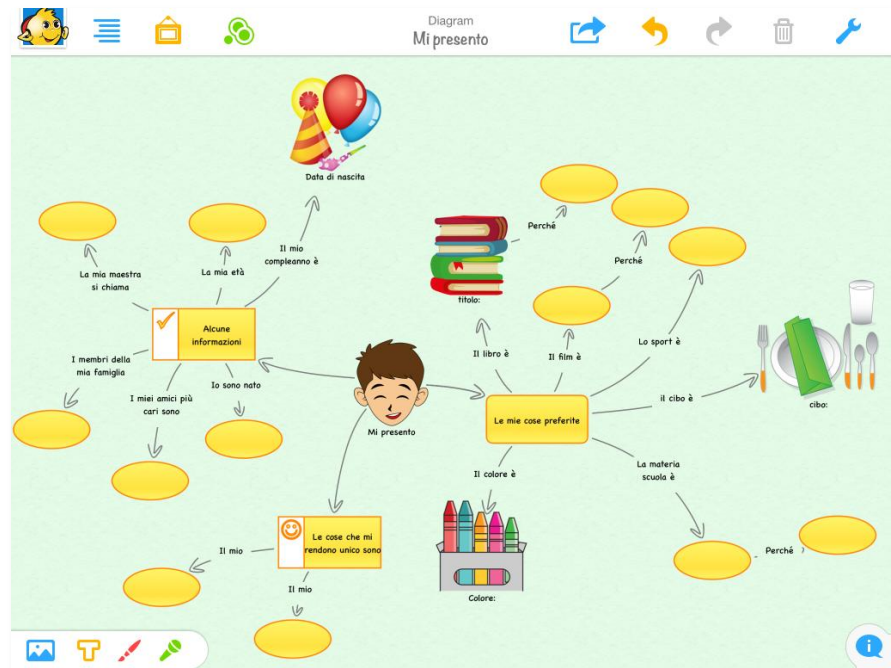 Diagram
Mi presento
Data di nascita
Il mio
compleanno è
La mia età
La mia maestra
si chiama
Alcune
informazioni
I membri della
mia famiglia
I miei amici più
cari sono
Io sono nato
Mi presento
Le cose che mi
rendono unico sono
Il mio
Il mio
Le mie cose preferite
Il libro è
titolo:
Perché
Il film è
Perché
Lo sport è
il cibo è
cibo:
La materia
scuola è
Perché
Il colore è
Colore: